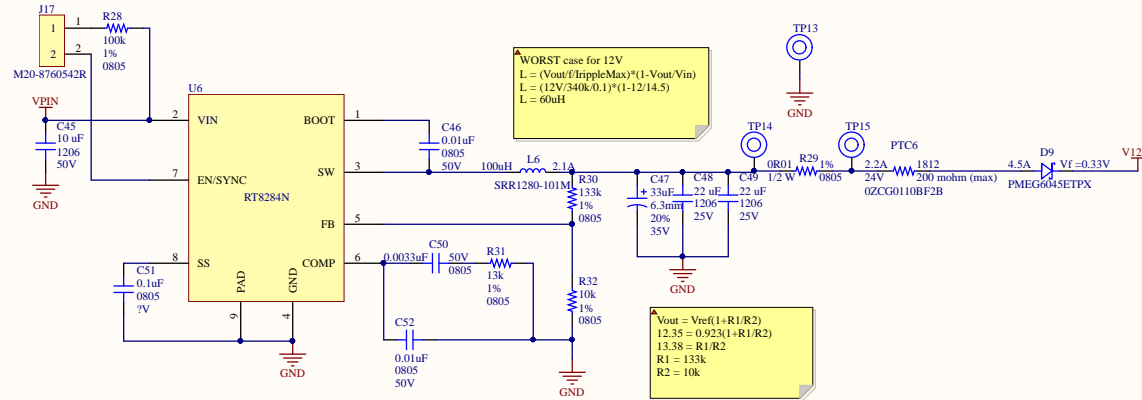 J17
1
2
1
2
M20-8760542R
R28
100k
1%
0805
VPIN
C45
10 uF
1206
50V
GND
U6
2
VIN
7
EN/SYNC
RT8284N
8
SS
BOOT
1
SW
3
FB
5
COMP
6
PAD
9
GND
4
GND
C51
0.1uF
0805
?V
C46
0.01uF
0805
50V
WORST case for 12V
L = (Vout/f/IrippleMax)*(1-Vout/Vin)
L = (12V/340k/0.1)*(1-12/14.5)
L = 60uH
100uH
L6
2.1A
SRR1280-101M
R30
133k
1%
0805
C50
0.0033uF
50V
0805
R31
13k
1%
0805
C52
0.01uF
0805
50V
R32
10k
1%
0805
GND
C47
33uF
6.3mm
20%
35V
C48
22 uF
1206
25V
C49
22 uF
1206
25V
GND
TP13
GND
TP14
0R01
1/2 W
R29
1%
0805
TP15
PTC6
2.2A
24V
1812
200 mohm (max)
0ZCG0110BF2B
D9
4.5A
Vf =0.33V
PMEG6045ETPX
V12
Vout = Vref(1+R1/R2)
12.35 = 0.923(1+R1/R2)
13.38 = R1/R2
R1 = 133k
R2 = 10k